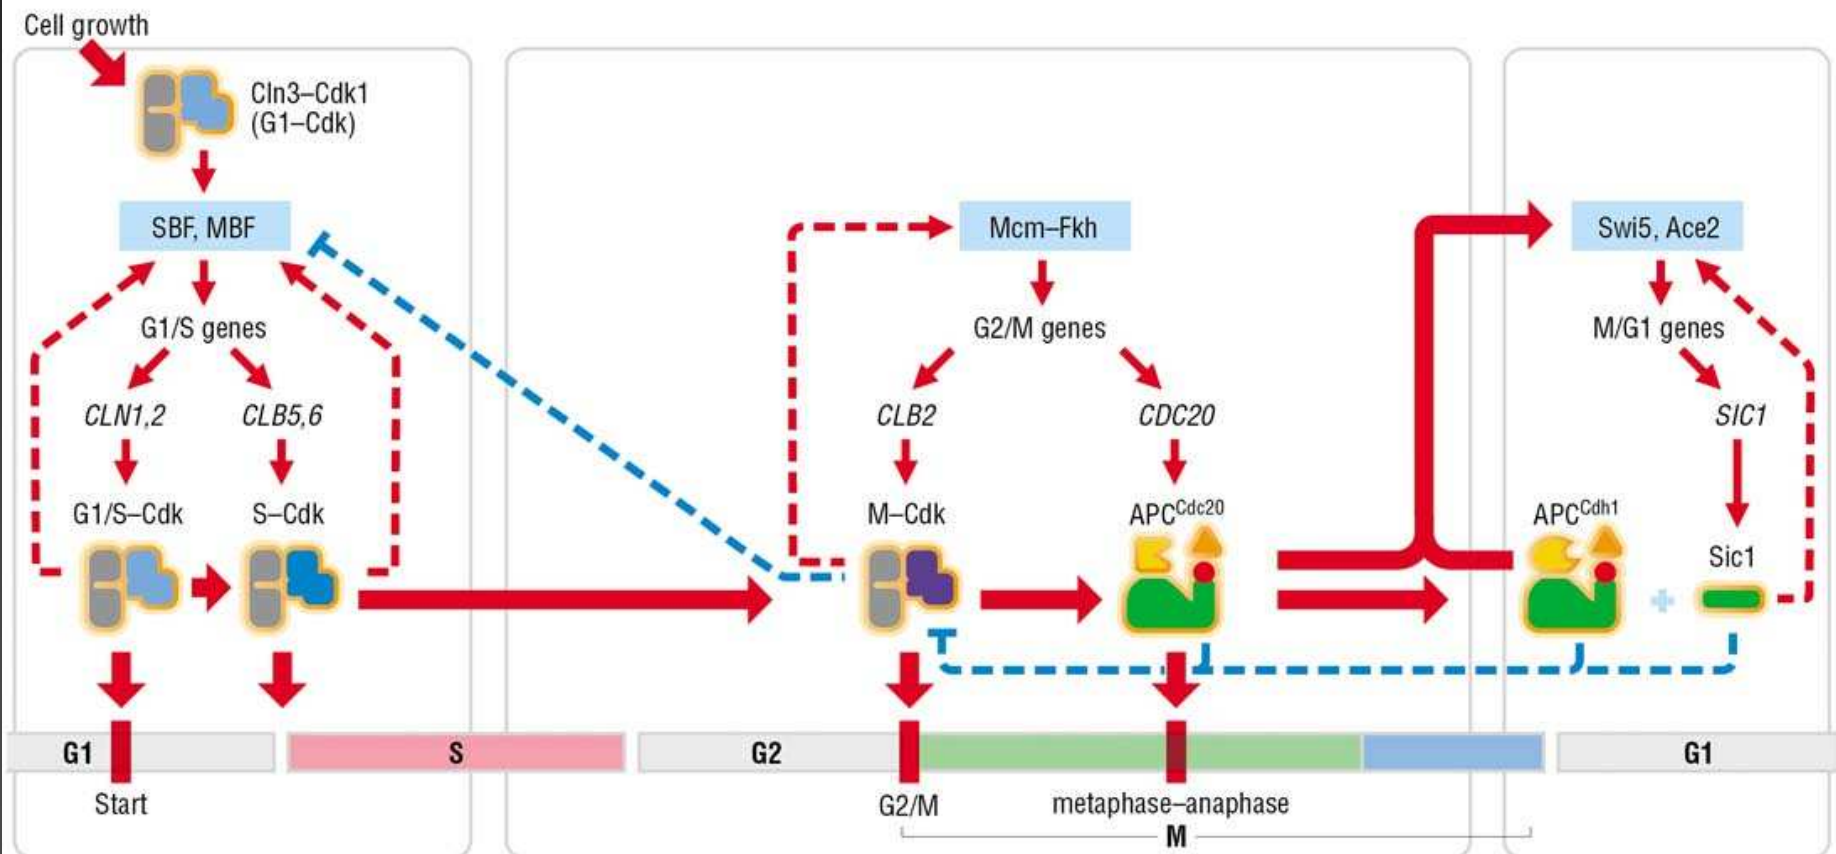 Cell growth
Cln3–Cdk1
(G1–Cdk)
SBF, MBF
G1/S genes
CLN1,2
CLB5,6
G1/S–Cdk
S–Cdk
Mcm–Fkh
G2/M genes
CLB2
CDC20
M–Cdk
APCCdc20
Swi5, Ace2
M/G1 genes
SIC1
APCCdh1
Sic1
+
G1
S
G2
G1
Start
G2/M
metaphase–anaphase
M